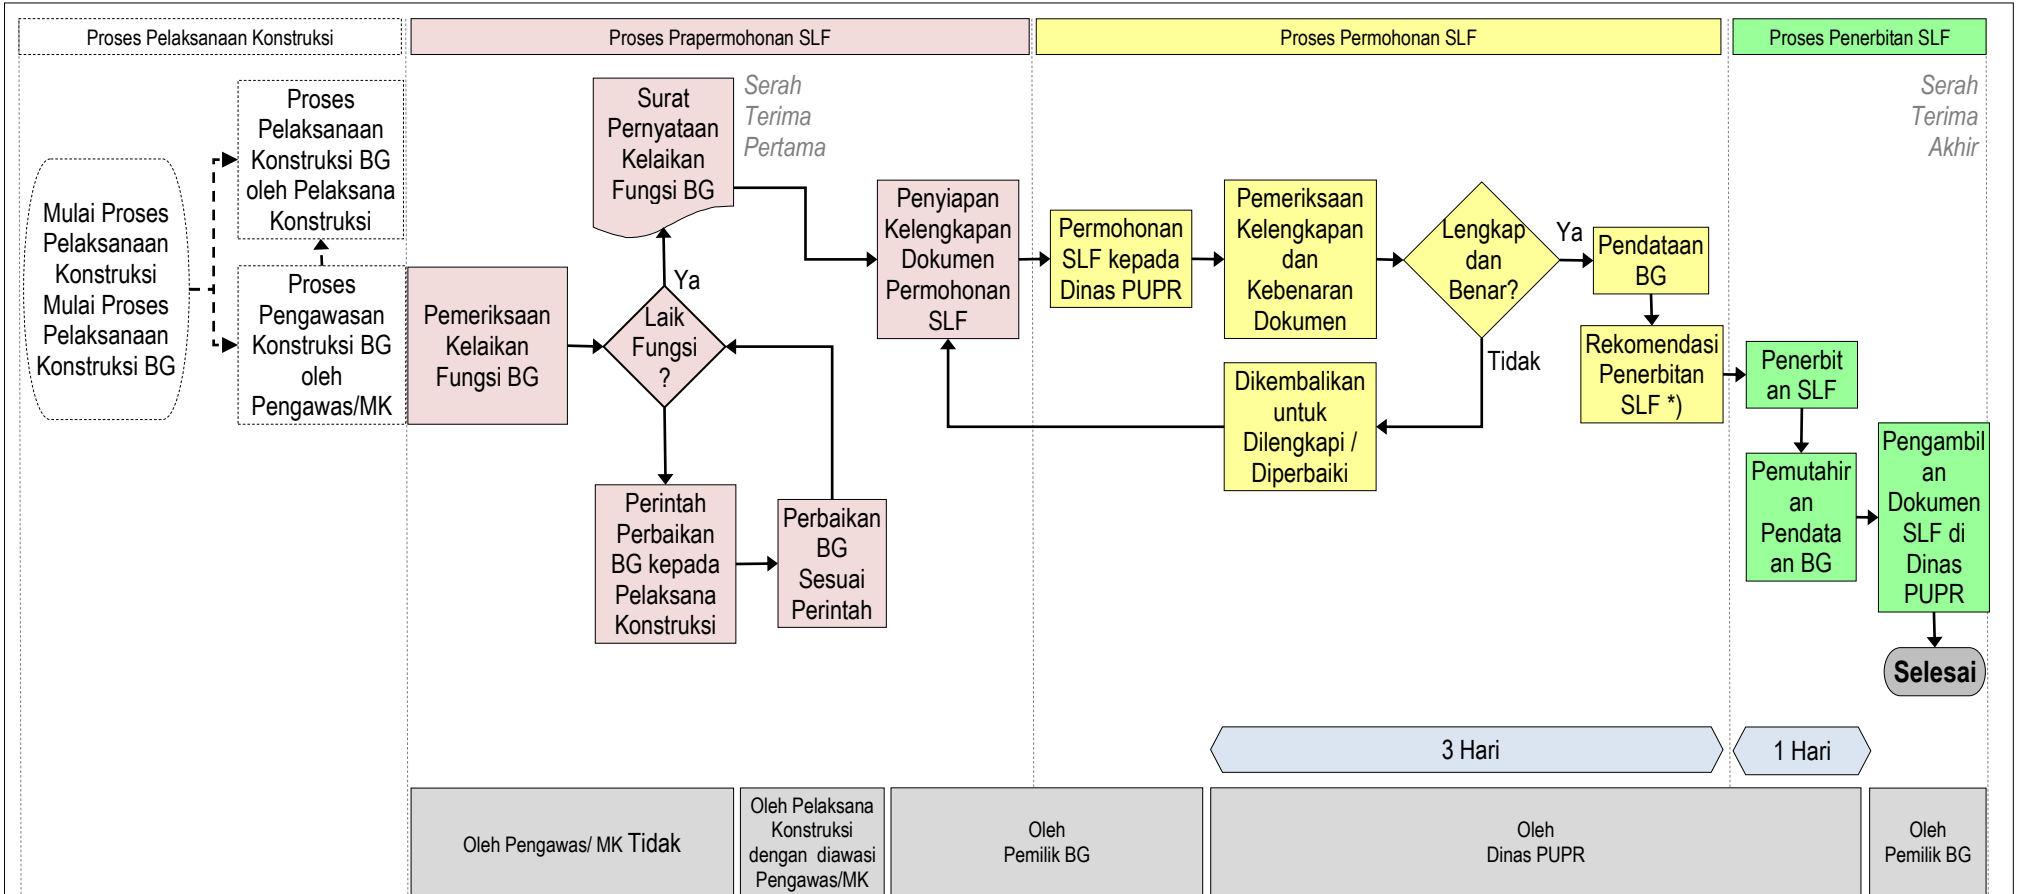 Proses Pelaksanaan Konstruksi
Proses Prapermohonan SLF
Proses Permohonan SLF
Proses Penerbitan SLF
Mulai Proses
Pelaksanaan
Konstruksi
Mulai Proses
Pelaksanaan
Konstruksi BG
Proses
Pelaksanaan
Konstruksi BG
oleh Pelaksana
Konstruksi
Proses
Pengawasan
Konstruksi BG
oleh
Pengawas/MK
Pemeriksaan
Kelaikan
Fungsi BG
Surat
Pernyataan
Kelaikan
Fungsi BG
Serah
Terima
Pertama
Ya
Laik
Fungsi
?
Perintah
Perbaikan
BG kepada
Pelaksana
Konstruksi
Perbaikan
BG
Sesuai
Perintah
Penyiapan
Kelengkapan
Dokumen
Permohonan
SLF
Permohonan
SLF kepada
Dinas PUPR
Pemeriksaan
Kelengkapan
dan
Kebenaran
Dokumen
Lengkap
dan
Benar?
Ya
Tidak
Dikembalikan
untuk
Dilengkapi /
Diperbaiki
Pendataan
BG
Rekomendasi
Penerbitan
SLF *)
Serah
Terima
Akhir
Penerbit
an SLF
Pemutahir
an
Pendata
an BG
Pengambil
an
Dokumen
SLF di
Dinas
PUPR
Selesai
3 Hari
1 Hari
Oleh Pengawas/ MK Tidak
Oleh Pelaksana
Konstruksi
dengan diawasi
Pengawas/MK
Oleh
Pemilik BG
Oleh
Dinas PUPR
Oleh
Pemilik BG